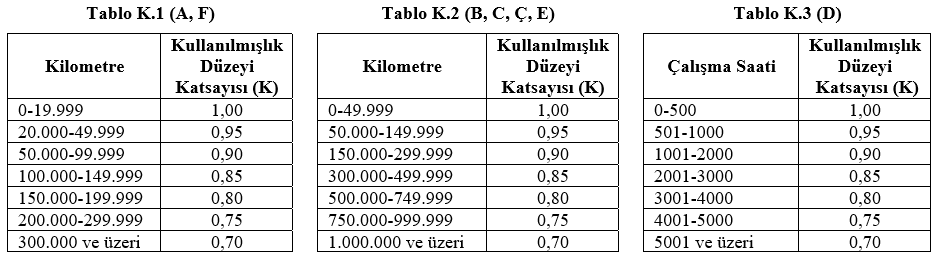 Tablo K.1 (A, F)
Kilometre
Kullanılmışlık
Düzeyi
Katsayısı (K)
0-19.999 1,00
20.000-49.999 0,95
50.000-99.999 0,90
100.000-149.999 0,85
150.000-199.999 0,80
200.000-299.999 0,75
300.000 ve üzeri 0,70
Tablo K.2 (B, C, Ç, E)
Kilometre
Kullanılmışlık
Düzeyi
Katsayısı (K)
0-49.999 1,00
50.000-149.999 0,95
150.000-299.999 0,90
300.000-499.999 0,85
500.000-749.999 0,80
750.000-999.999 0,75
1.000.000 ve üzeri 0,70
Tablo K.3 (D)
Çalışma Saati
Kullanılmışlık
Düzeyi
Katsayısı (K)
0-500 1,00
501-1000 0,95
1001-2000 0,90
2001-3000 0,85
3001-4000 0,80
4001-5000 0,75
5001 ve üzeri 0,70